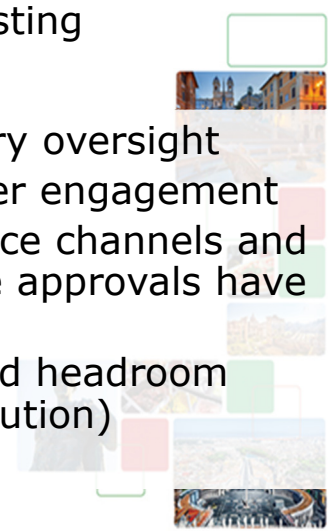 sting
ry oversight
er engagement
ce channels and
e approvals have
d headroom
ution)